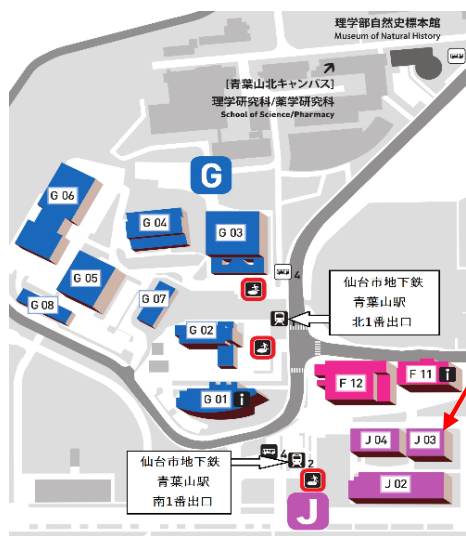 理学部自然史標本館
Museum of Natural History
[青葉山北キャンパス]
理学研究科/薬学研究科
School of Science/Pharmacy
G
G 06
G 04
G 03
4
G 05
G 08
G 07
仙台市地下鉄
青葉山駅
北1番出口
G 02
F 12
F 11 i
G 01 i
J 04
J 03
4
2
仙台市地下鉄
青葉山駅
南1番出口
J 02
J